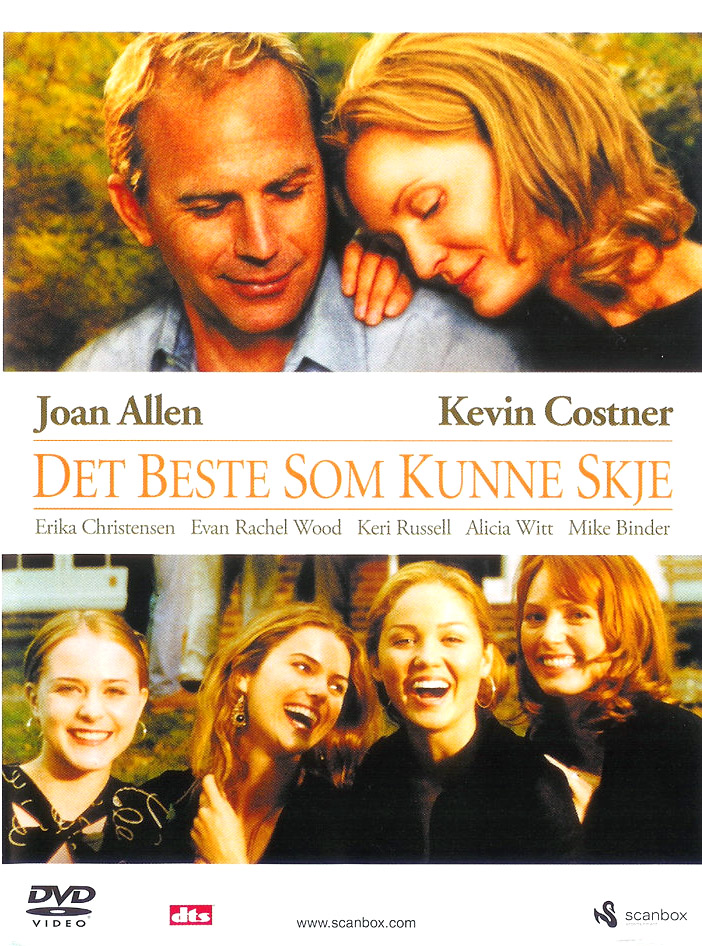 Joan Allen Kevin Costner
DET BESTE SOM KUNNE SKJE
Erika Christensen Evan Rachel Wood Keri Russell Alicia Witt Mike Binder
DVD VIDEO
dts
www.scanbox.com
scanbox
entertainment